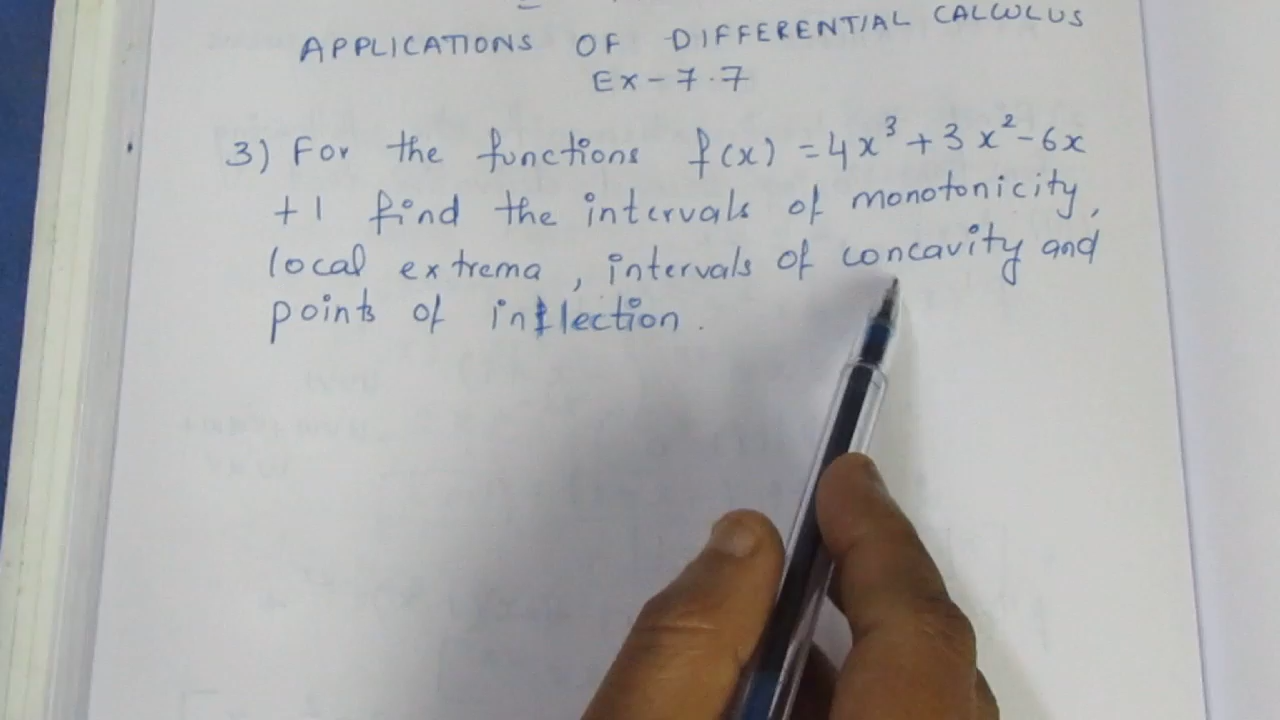 APPLICATIONS OF DIFFERENTIAL CALCULUS
EX-7.7
3) For the functions f(x) = 4x³ + 3x² - 6x
+1 find the intervals of monotonicity,
local extrema, intervals of concavity and
points of inflection.